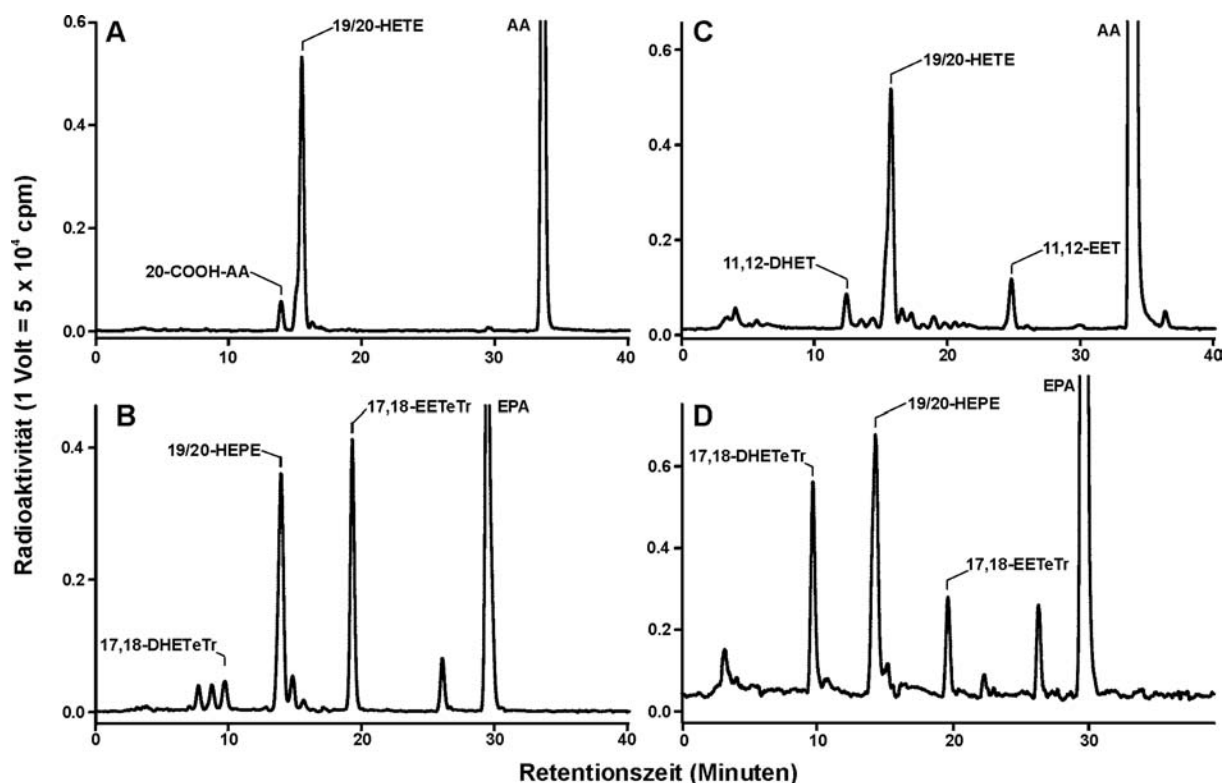 Radioaktivität (1 Volt = 5 x 10⁴ cpm)
A
0.6
0.4
0.2
0.0
19/20-HETE
AA
20-COOH-AA
0 10 20 30 40
C
0.6
0.4
0.2
0.0
AA
19/20-HETE
11,12-DHET
11,12-EET
0 10 20 30 40
B
0.4
0.2
0.0
17,18-EETeTr
EPA
19/20-HEPE
17,18-DHETeTr
0 10 20 30 40
D
0.6
0.4
0.2
0.0
EPA
19/20-HEPE
17,18-DHETeTr
17,18-EETeTr
0 10 20 30
Retentionszeit (Minuten)